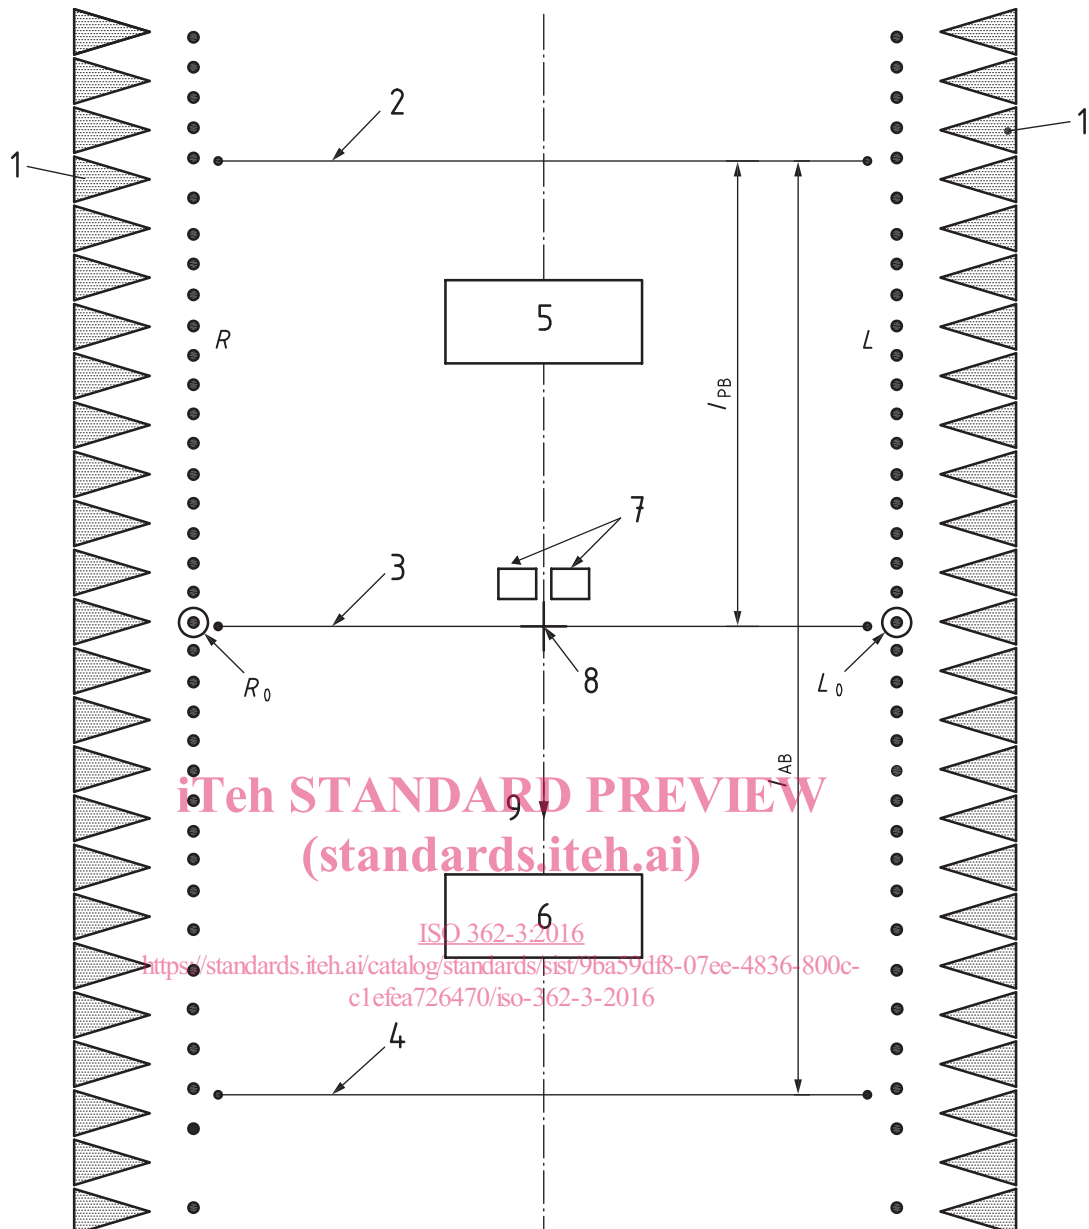 2
1
1
5
R
L
l PB
7
3
8
R 0
L 0
l AB
iTeh STANDARD PREVIEW
9
(standards.iteh.ai)
6
ISO 362-3:2016
https://standards.iteh.ai/catalog/standards/sist/9ba59df8-07ee-4836-800c-
c1efea726470/iso-362-3-2016
4